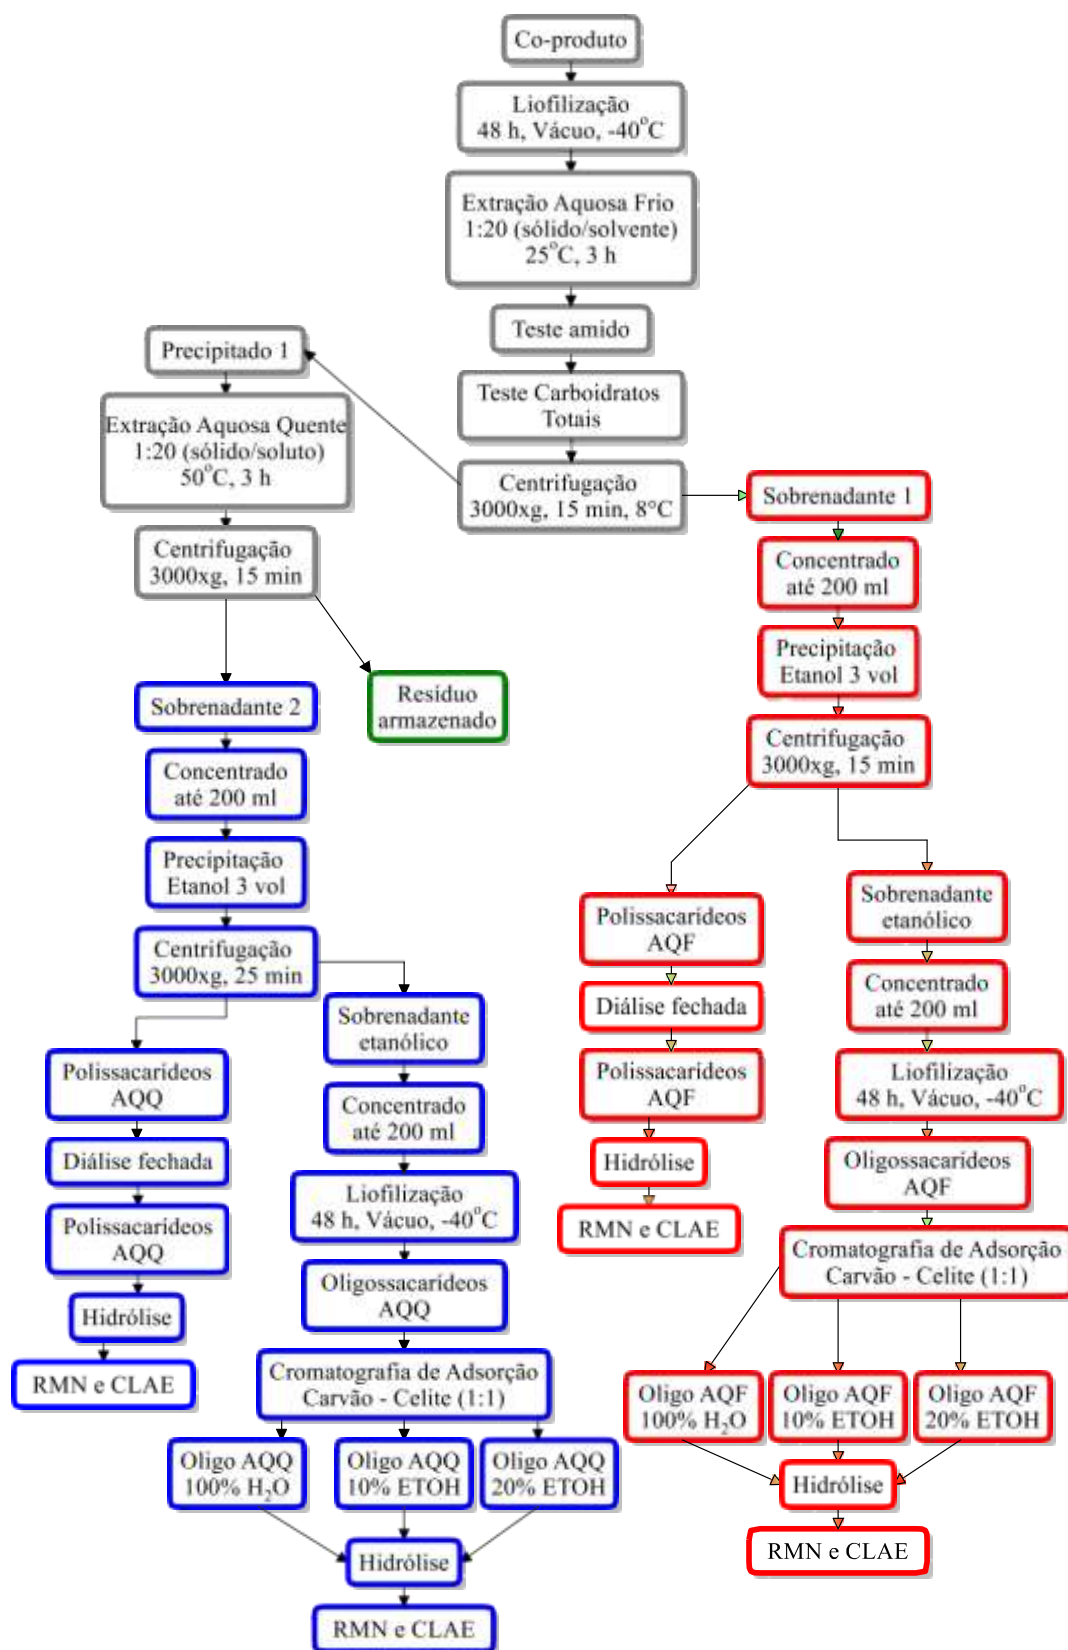 Co-produto
Liofilização
48 h, Vácuo, -40°C
Extração Aquosa Frio
1:20 (sólido/solvente)
25°C, 3 h
Teste amido
Teste Carboidratos
Totais
Centrifugação
3000xg, 15 min, 8°C
Precipitado 1
Extração Aquosa Quente
1:20 (sólido/soluto)
50°C, 3 h
Centrifugação
3000xg, 15 min
Resíduo
armazenado
Sobrenadante 2
Concentrado
até 200 ml
Precipitação
Etanol 3 vol
Centrifugação
3000xg, 25 min
Polissacarídeos
AQQ
Diálise fechada
Polissacarídeos
AQQ
Hidrólise
RMN e CLAE
Sobrenadante
etanólico
Concentrado
até 200 ml
Liofilização
48 h, Vácuo, -40°C
Oligossacarídeos
AQQ
Cromatografia de Adsorção
Carvão - Celite (1:1)
Oligo AQQ
100% H₂O
Oligo AQQ
10% ETOH
Oligo AQQ
20% ETOH
Hidrólise
RMN e CLAE
Sobrenadante 1
Concentrado
até 200 ml
Precipitação
Etanol 3 vol
Centrifugação
3000xg, 15 min
Polissacarídeos
AQF
Diálise fechada
Polissacarídeos
AQF
Hidrólise
RMN e CLAE
Sobrenadante
etanólico
Concentrado
até 200 ml
Liofilização
48 h, Vácuo, -40°C
Oligossacarídeos
AQF
Cromatografia de Adsorção
Carvão - Celite (1:1)
Oligo AQF
100% H₂O
Oligo AQF
10% ETOH
Oligo AQF
20% ETOH
Hidrólise
RMN e CLAE